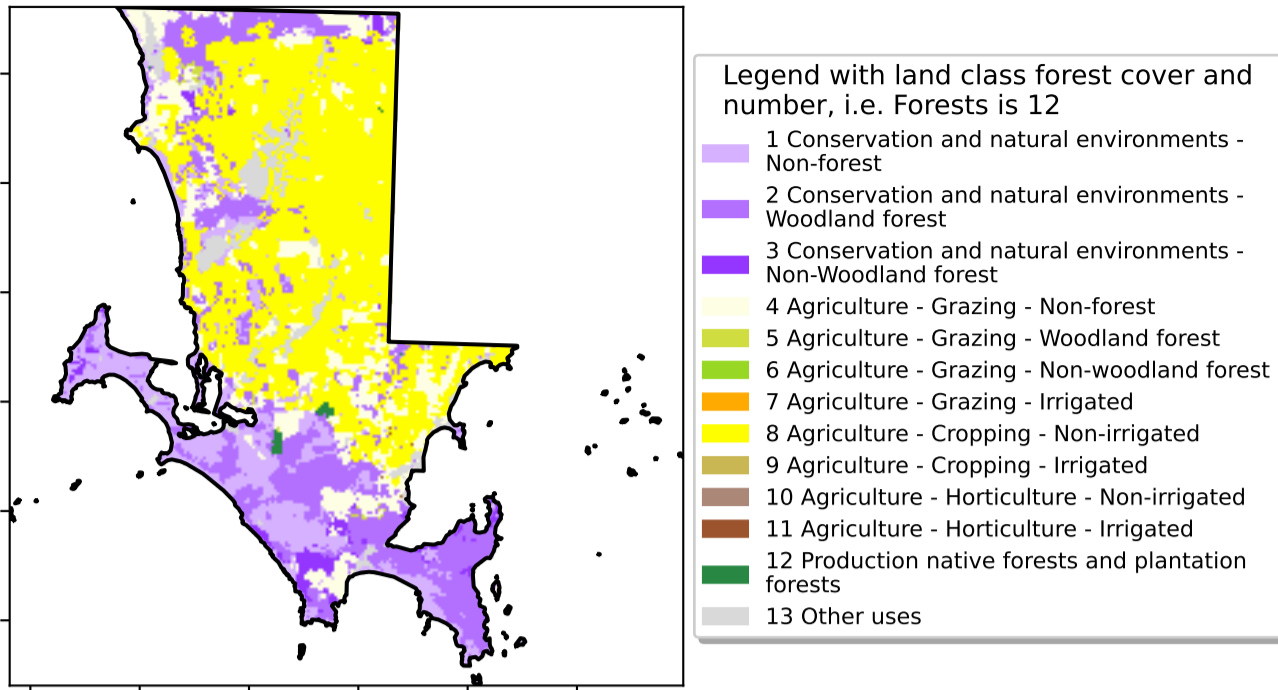 Legend with land class forest cover and
number, i.e. Forests is 12
1 Conservation and natural environments -
Non-forest
2 Conservation and natural environments -
Woodland forest
3 Conservation and natural environments -
Non-Woodland forest
4 Agriculture - Grazing - Non-forest
5 Agriculture - Grazing - Woodland forest
6 Agriculture - Grazing - Non-woodland forest
7 Agriculture - Grazing - Irrigated
8 Agriculture - Cropping - Non-irrigated
9 Agriculture - Cropping - Irrigated
10 Agriculture - Horticulture - Non-irrigated
11 Agriculture - Horticulture - Irrigated
12 Production native forests and plantation
forests
13 Other uses